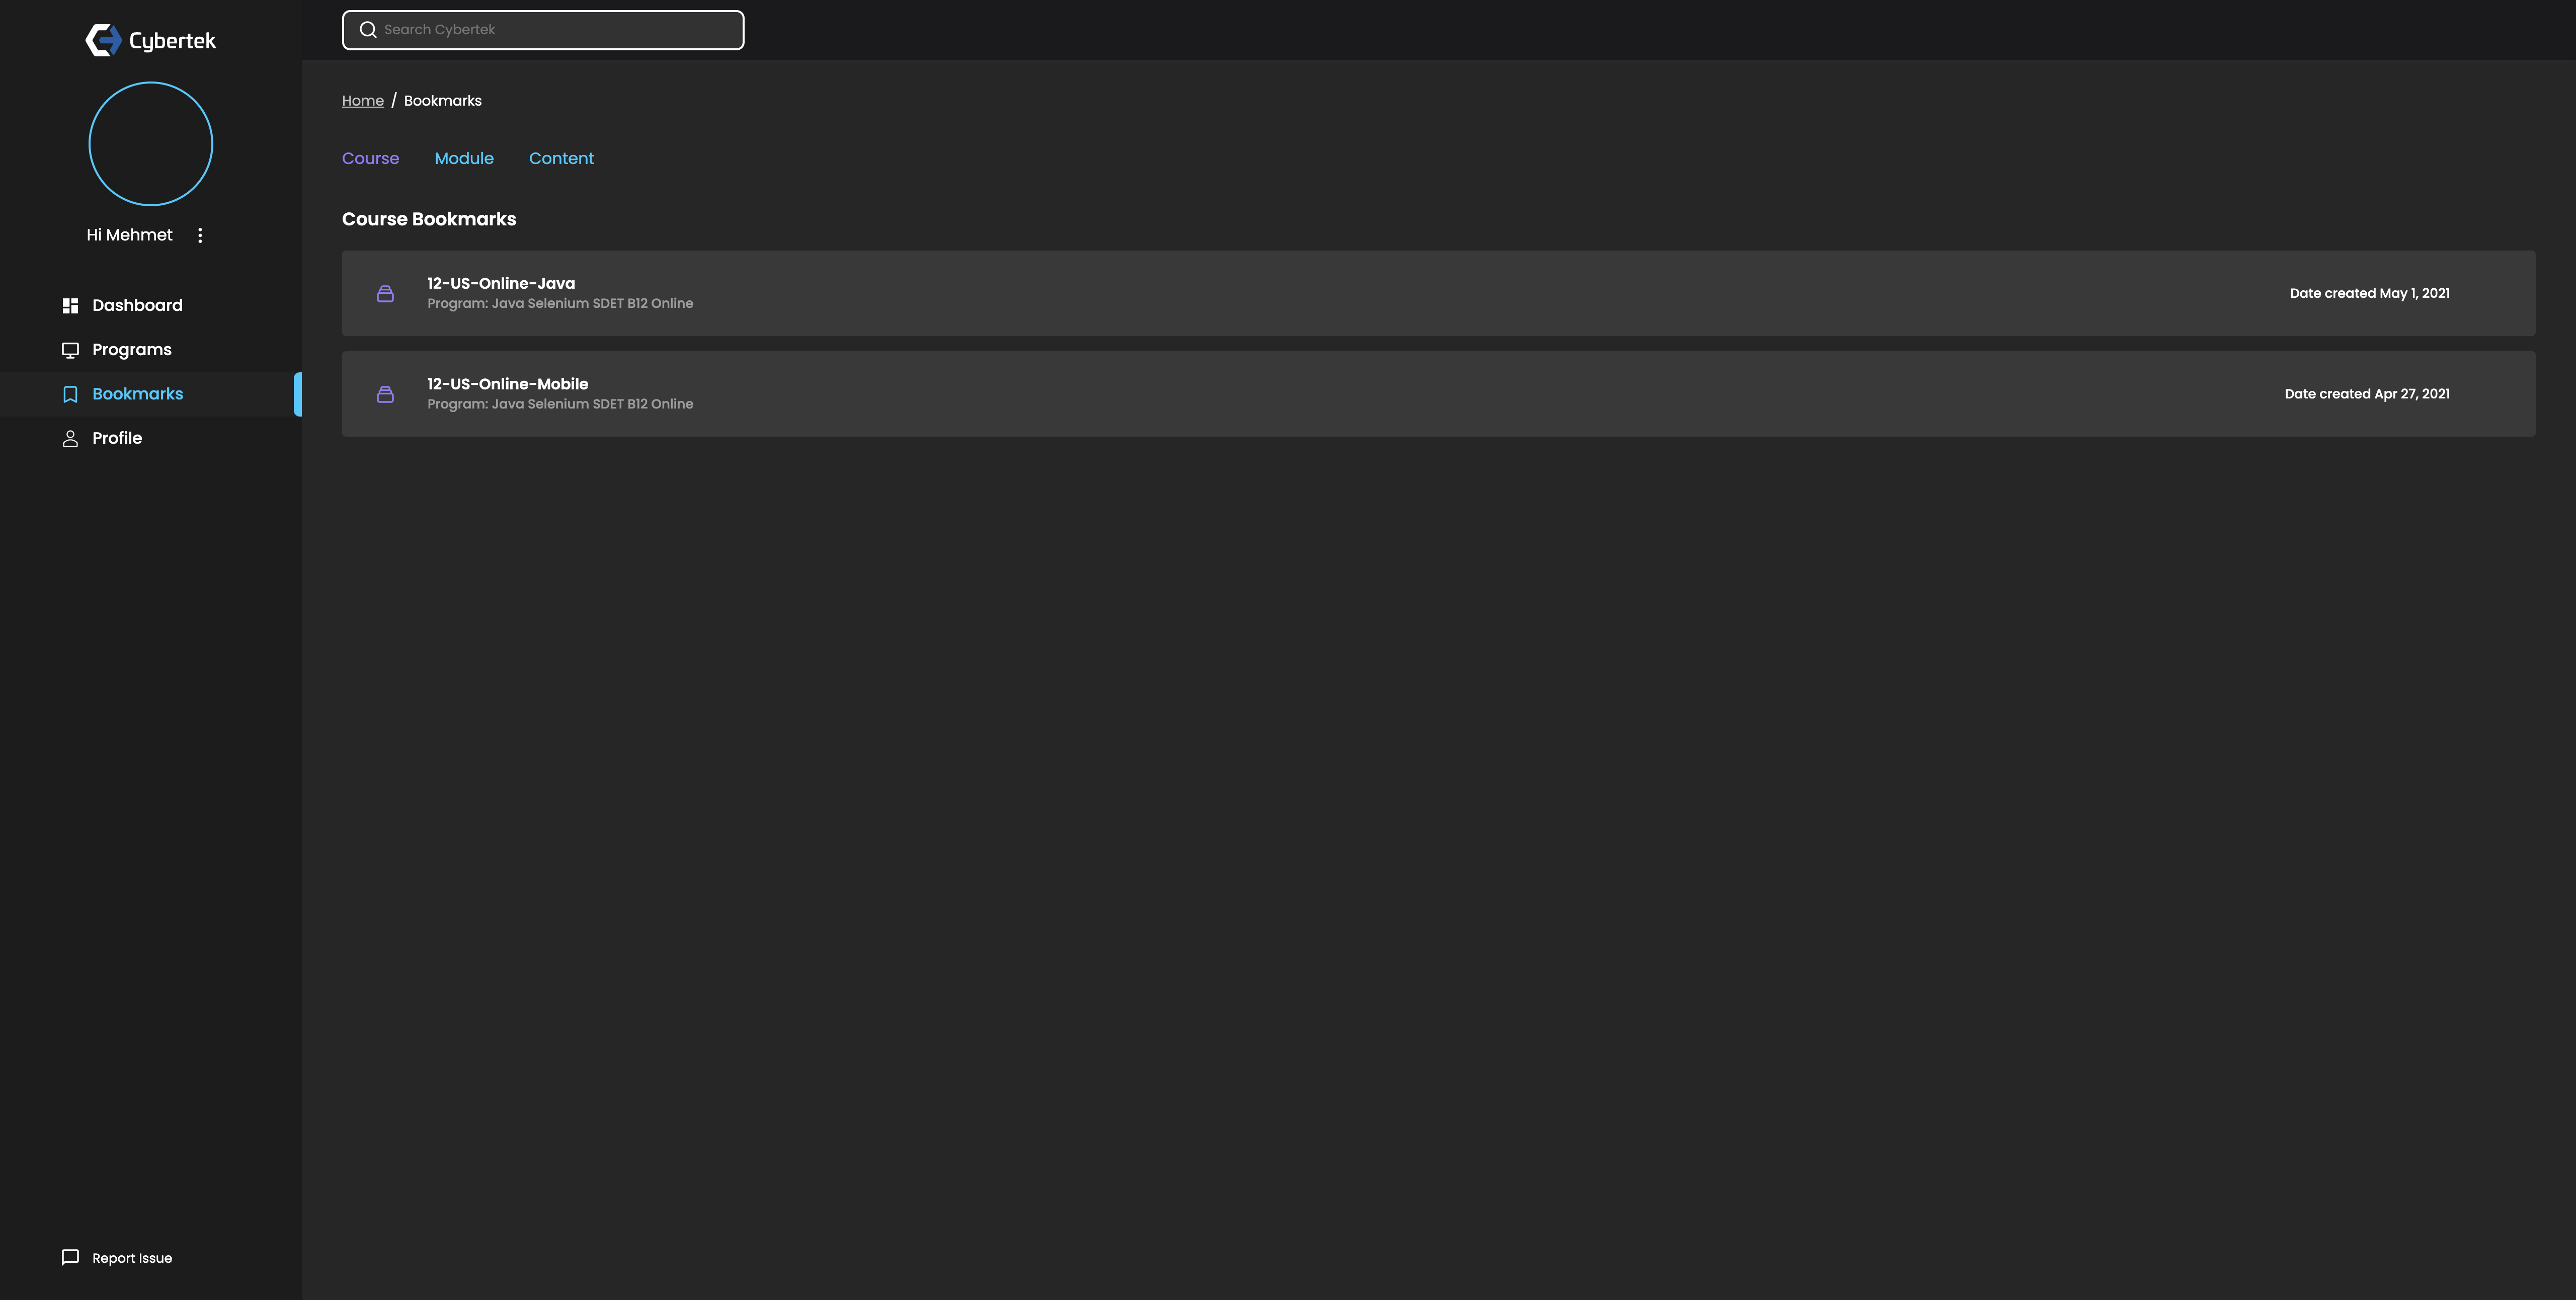 Cybertek
Search Cybertek
Hi Mehmet
Dashboard
Programs
Bookmarks
Profile
Report Issue
Home / Bookmarks
Course Module Content
Course Bookmarks
12-US-Online-Java
Program: Java Selenium SDET B12 Online
Date created May 1, 2021
12-US-Online-Mobile
Program: Java Selenium SDET B12 Online
Date created Apr 27, 2021